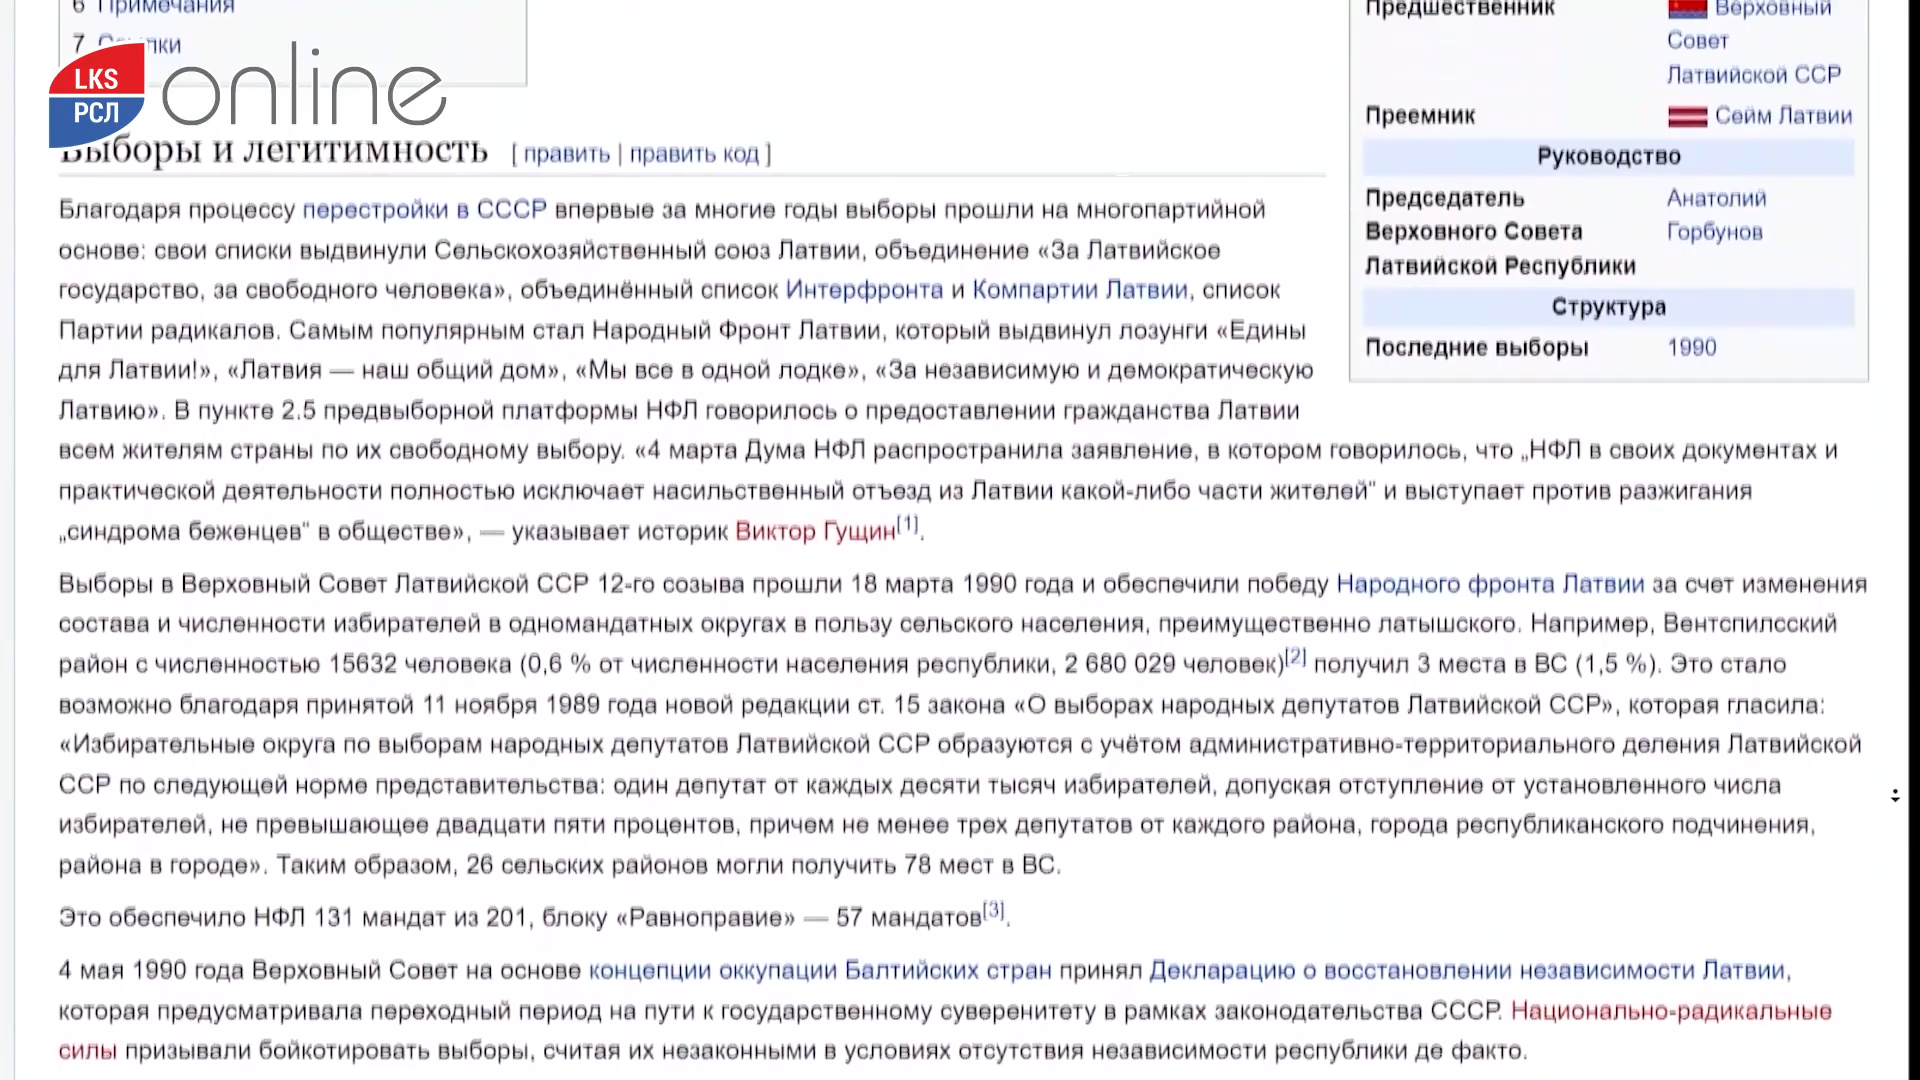 6 Примечания
7 Ссылки
LKS
РСЛ
online
Выборы и легитимность [ править | править код ]
Благодаря процессу перестройки в СССР впервые за многие годы выборы прошли на многопартийной
основе: свои списки выдвинули Сельскохозяйственный союз Латвии, объединение «За Латвийское
государство, за свободного человека», объединённый список Интерфронта и Компартии Латвии, список
Партии радикалов. Самым популярным стал Народный Фронт Латвии, который выдвинул лозунги «Едины
для Латвии!», «Латвия — наш общий дом», «Мы все в одной лодке», «За независимую и демократическую
Латвию». В пункте 2.5 предвыборной платформы НФЛ говорилось о предоставлении гражданства Латвии
всем жителям страны по их свободному выбору. «4 марта Дума НФЛ распространила заявление, в котором говорилось, что „НФЛ в своих документах и
практической деятельности полностью исключает насильственный отъезд из Латвии какой-либо части жителей" и выступает против разжигания
„синдрома беженцев" в обществе», — указывает историк Виктор Гущин[1].
Выборы в Верховный Совет Латвийской ССР 12-го созыва прошли 18 марта 1990 года и обеспечили победу Народного фронта Латвии за счет изменения
состава и численности избирателей в одномандатных округах в пользу сельского населения, преимущественно латышского. Например, Вентспилсский
район с численностью 15632 человека (0,6 % от численности населения республики, 2 680 029 человек)[2] получил 3 места в ВС (1,5 %). Это стало
возможно благодаря принятой 11 ноября 1989 года новой редакции ст. 15 закона «О выборах народных депутатов Латвийской ССР», которая гласила:
«Избирательные округа по выборам народных депутатов Латвийской ССР образуются с учётом административно-территориального деления Латвийской
ССР по следующей норме представительства: один депутат от каждых десяти тысяч избирателей, допуская отступление от установленного числа
избирателей, не превышающее двадцати пяти процентов, причем не менее трех депутатов от каждого района, города республиканского подчинения,
района в городе». Таким образом, 26 сельских районов могли получить 78 мест в ВС.
Это обеспечило НФЛ 131 мандат из 201, блоку «Равноправие» — 57 мандатов[3].
4 мая 1990 года Верховный Совет на основе концепции оккупации Балтийских стран принял Декларацию о восстановлении независимости Латвии,
которая предусматривала переходный период на пути к государственному суверенитету в рамках законодательства СССР. Национально-радикальные
силы призывали бойкотировать выборы, считая их незаконными в условиях отсутствия независимости республики де факто.
Предшественник Верховный
Совет
Латвийской ССР
Преемник Сейм Латвии
Руководство
Председатель Анатолий
Верховного Совета Горбунов
Латвийской Республики
Структура
Последние выборы 1990